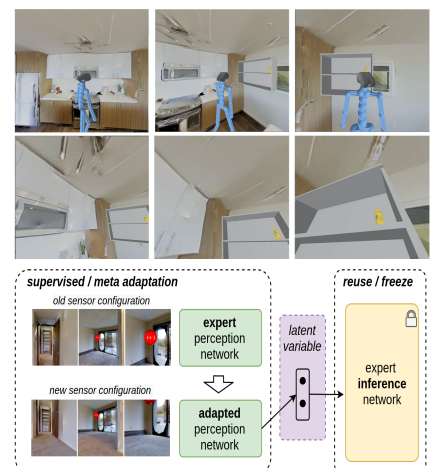 supervised / meta adaptation
reuse / freeze
old sensor configuration
expert
perception
network
latent
variable
expert
inference
network
new sensor configuration
adapted
perception
network